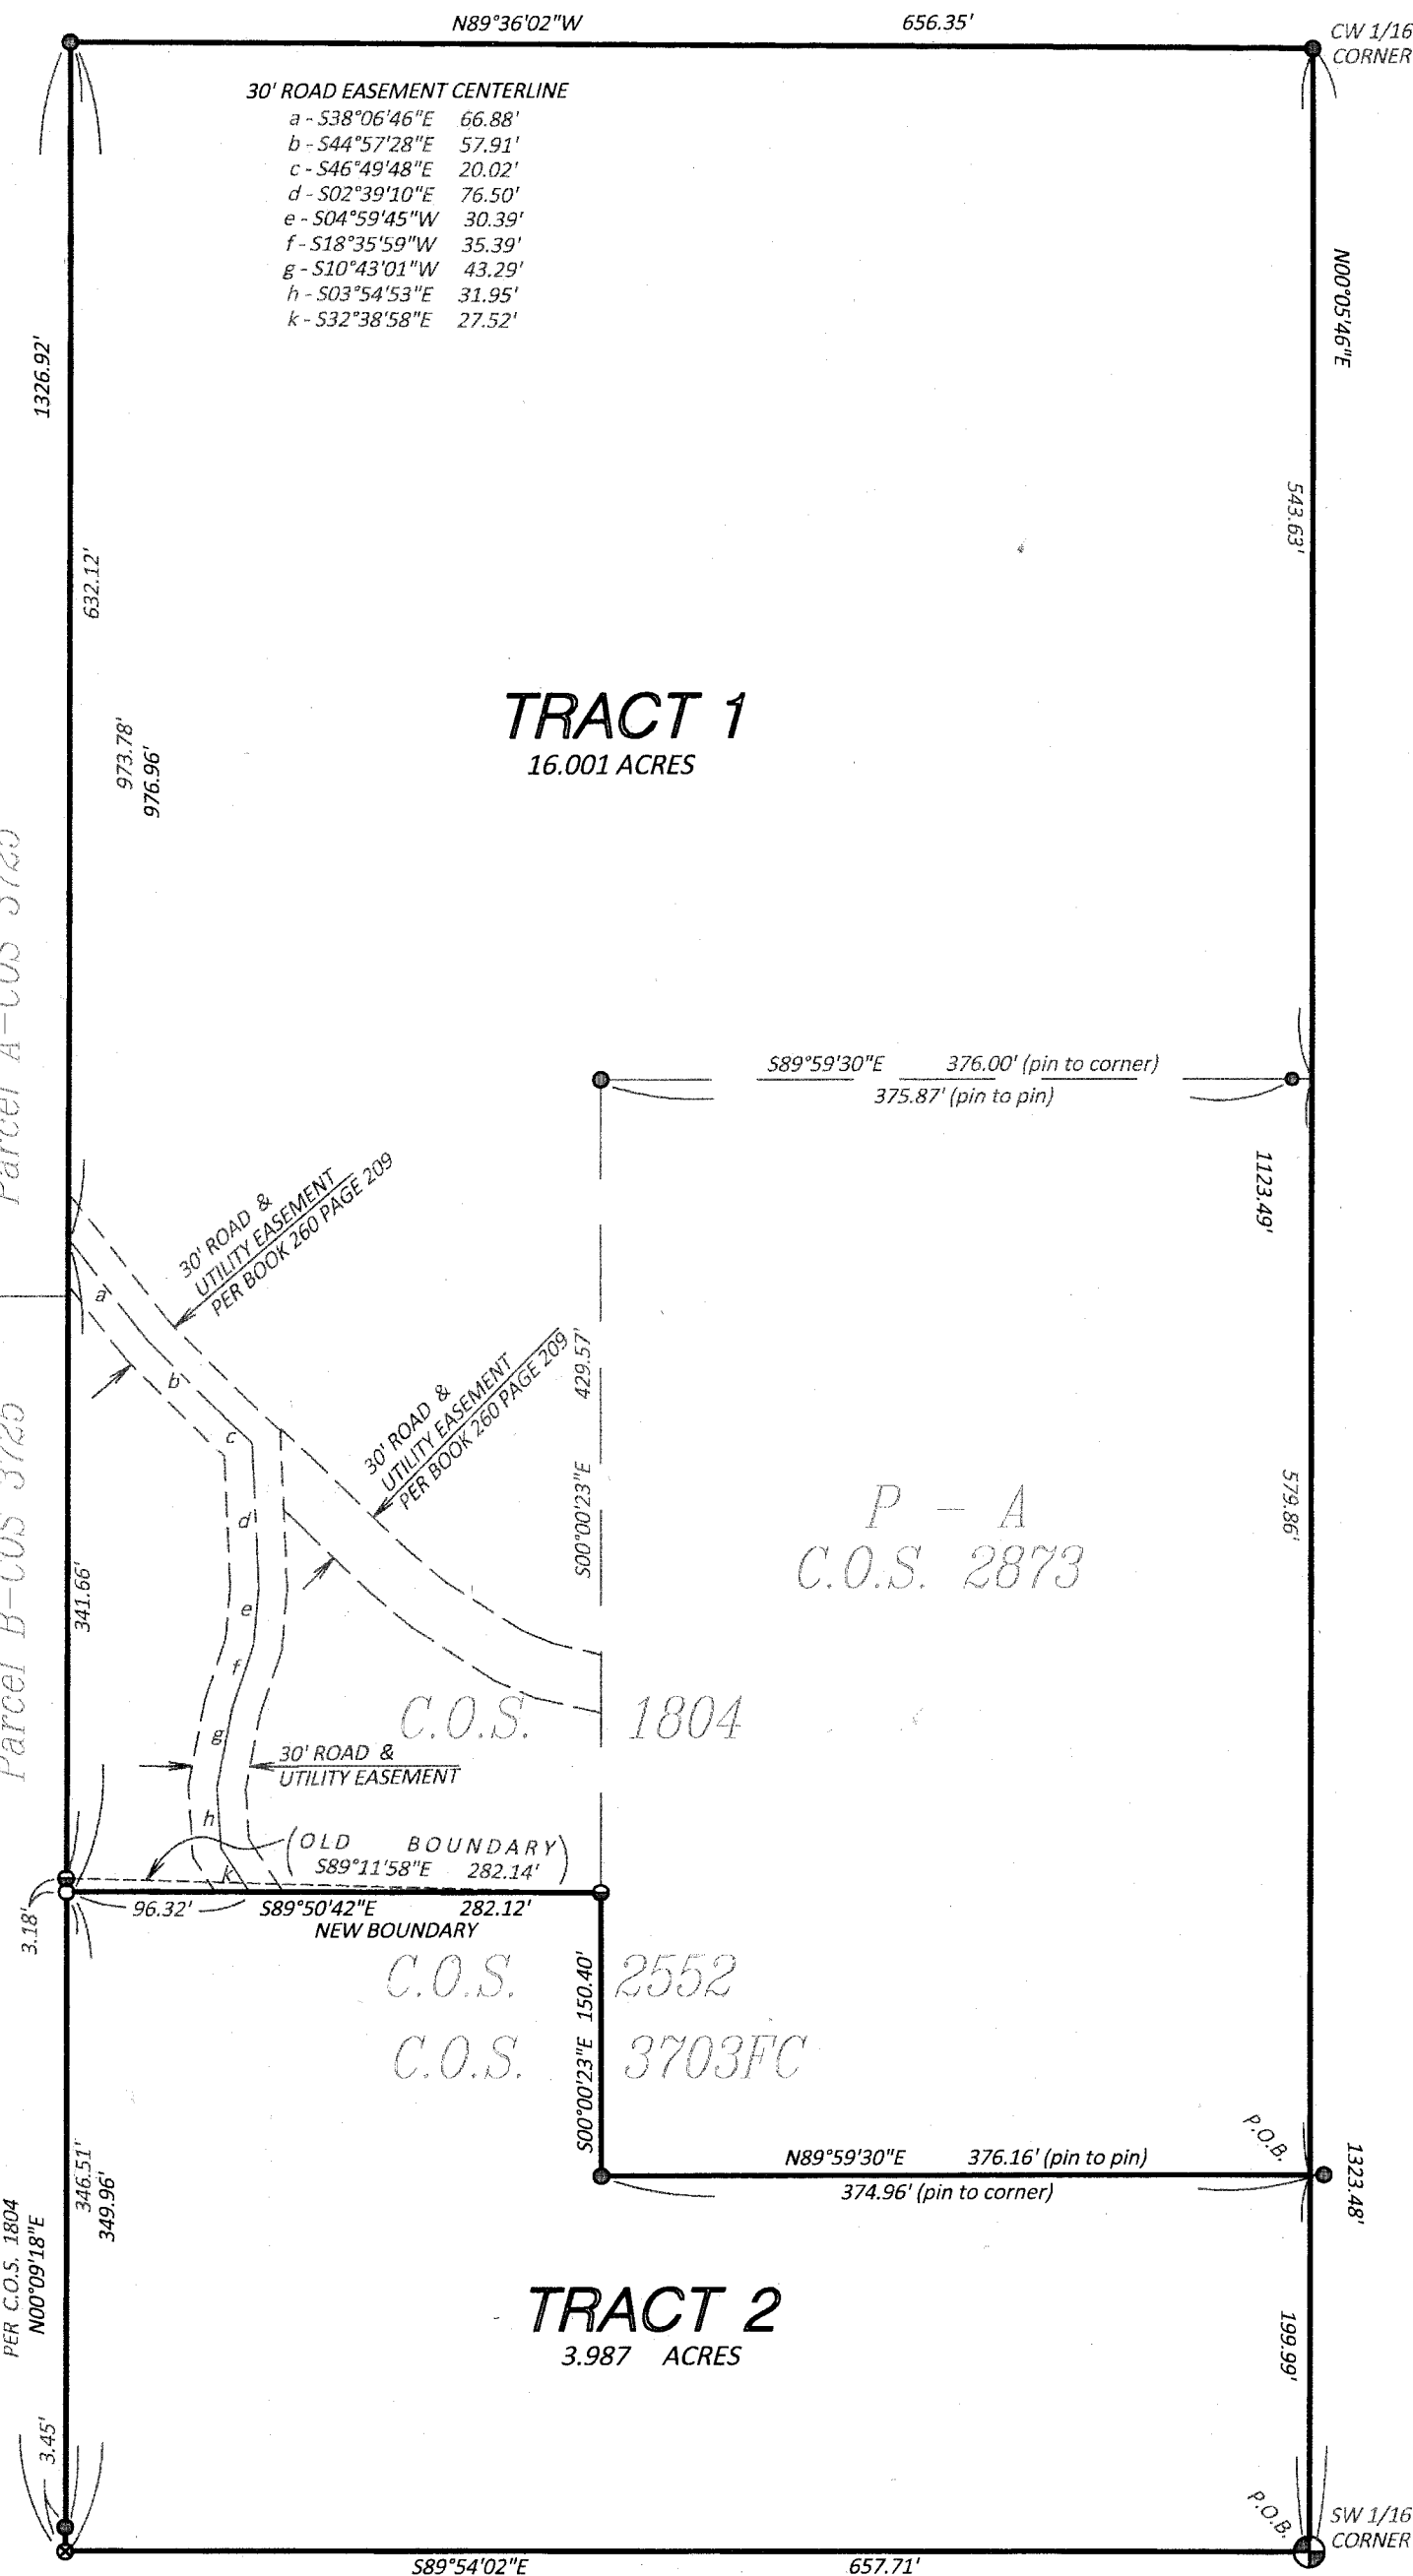 N89°36'02"W 656.35'
CW 1/16
CORNER
30' ROAD EASEMENT CENTERLINE
a - S38°06'46"E 66.88'
b - S44°57'28"E 57.91'
c - S46°49'48"E 20.02'
d - S02°39'10"E 76.50'
e - S04°59'45"W 30.39'
f - S18°35'59"W 35.39'
g - S10°43'01"W 43.29'
h - S03°54'53"E 31.95'
k - S32°38'58"E 27.52'
N00°05'46"E
1326.92'
543.63'
632.12'
TRACT 1
16.001 ACRES
973.78'
976.96'
Parcel A-COS 3725
S89°59'30"E 376.00' (pin to corner)
375.87' (pin to pin)
1123.49'
30' ROAD &
UTILITY EASEMENT
PER BOOK 260 PAGE 209
a
b
c
d
e
f
g
h
k
30' ROAD &
UTILITY EASEMENT
PER BOOK 260 PAGE 209
S00°00'23"E 429.57'
P - A
C.O.S. 2873
579.86'
Parcel B-COS 3725
341.66'
C.O.S. 1804
30' ROAD &
UTILITY EASEMENT
(OLD BOUNDARY)
S89°11'58"E 282.14'
3.18'
96.32'
S89°50'42"E 282.12'
NEW BOUNDARY
C.O.S. 2552
C.O.S. 3703FC
S00°00'23"E 150.40'
P.O.B.
N89°59'30"E 376.16' (pin to pin)
374.96' (pin to corner)
1323.48'
346.51'
349.96'
PER C.O.S. 1804
N00°09'18"E
TRACT 2
3.987 ACRES
199.99'
3.45'
P.O.B.
SW 1/16
CORNER
S89°54'02"E 657.71'